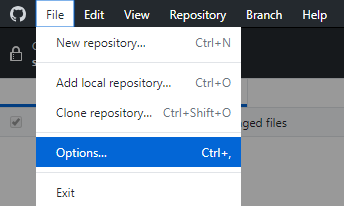 File Edit View Repository Branch Help
New repository... Ctrl+N
Add local repository... Ctrl+O
Clone repository... Ctrl+Shift+O
ged files
Options... Ctrl+,
Exit